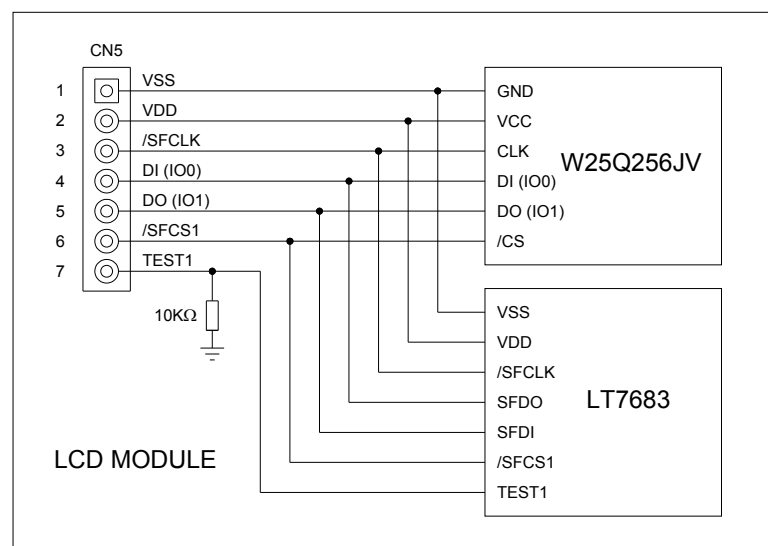 CN5
1 VSS
2 VDD
3 /SFCLK
4 DI (IO0)
5 DO (IO1)
6 /SFCS1
7 TEST1
10KΩ
LCD MODULE
GND
VCC
CLK
DI (IO0)
DO (IO1)
/CS
W25Q256JV
VSS
VDD
/SFCLK
SFDO
SFDI
/SFCS1
TEST1
LT7683